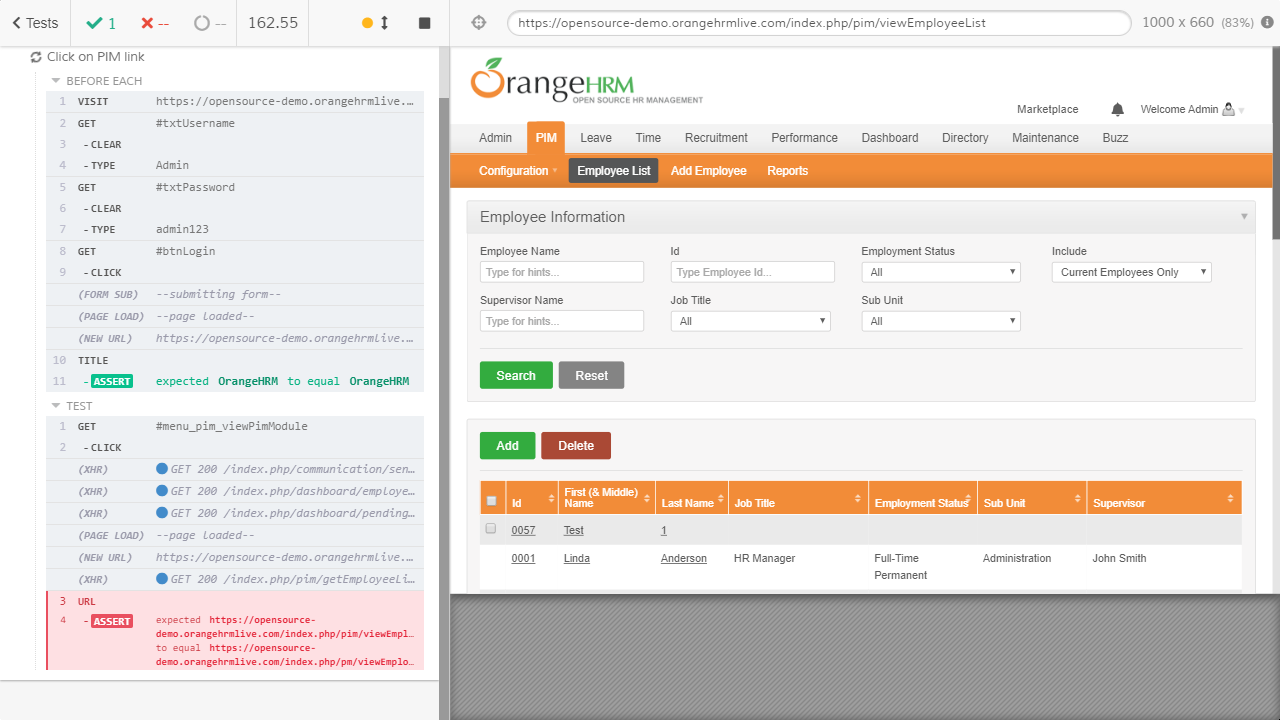 Tests
1
--
--
162.55
https://opensource-demo.orangehrmlive.com/index.php/pim/viewEmployeeList
1000 x 660 (83%)
Click on PIM link
BEFORE EACH
1 VISIT https://opensource-demo.orangehrmlive.…
2 GET #txtUsername
3 -CLEAR
4 -TYPE Admin
5 GET #txtPassword
6 -CLEAR
7 -TYPE admin123
8 GET #btnLogin
9 -CLICK
(FORM SUB) --submitting form--
(PAGE LOAD) --page loaded--
(NEW URL) https://opensource-demo.orangehrmlive.…
10 TITLE
11 -ASSERT expected OrangeHRM to equal OrangeHRM
TEST
1 GET #menu_pim_viewPimModule
2 -CLICK
(XHR) GET 200 /index.php/communication/sen…
(XHR) GET 200 /index.php/dashboard/employe…
(XHR) GET 200 /index.php/dashboard/pending…
(PAGE LOAD) --page loaded--
(NEW URL) https://opensource-demo.orangehrmlive.…
(XHR) GET 200 /index.php/pim/getEmployeeLi…
3 URL
4 -ASSERT expected https://opensource-
demo.orangehrmlive.com/index.php/pim/viewEmpl…
to equal https://opensource-
demo.orangehrmlive.com/index.php/pm/viewEmplo…
OrangeHRM
OPEN SOURCE HR MANAGEMENT
Marketplace Welcome Admin
Admin PIM Leave Time Recruitment Performance Dashboard Directory Maintenance Buzz
Configuration Employee List Add Employee Reports
Employee Information
Employee Name Id Employment Status Include
Type for hints... Type Employee Id... All Current Employees Only
Supervisor Name Job Title Sub Unit
Type for hints... All All
Search Reset
Add Delete
Id First (& Middle) Name Last Name Job Title Employment Status Sub Unit Supervisor
0057 Test 1
0001 Linda Anderson HR Manager Full-Time Permanent Administration John Smith